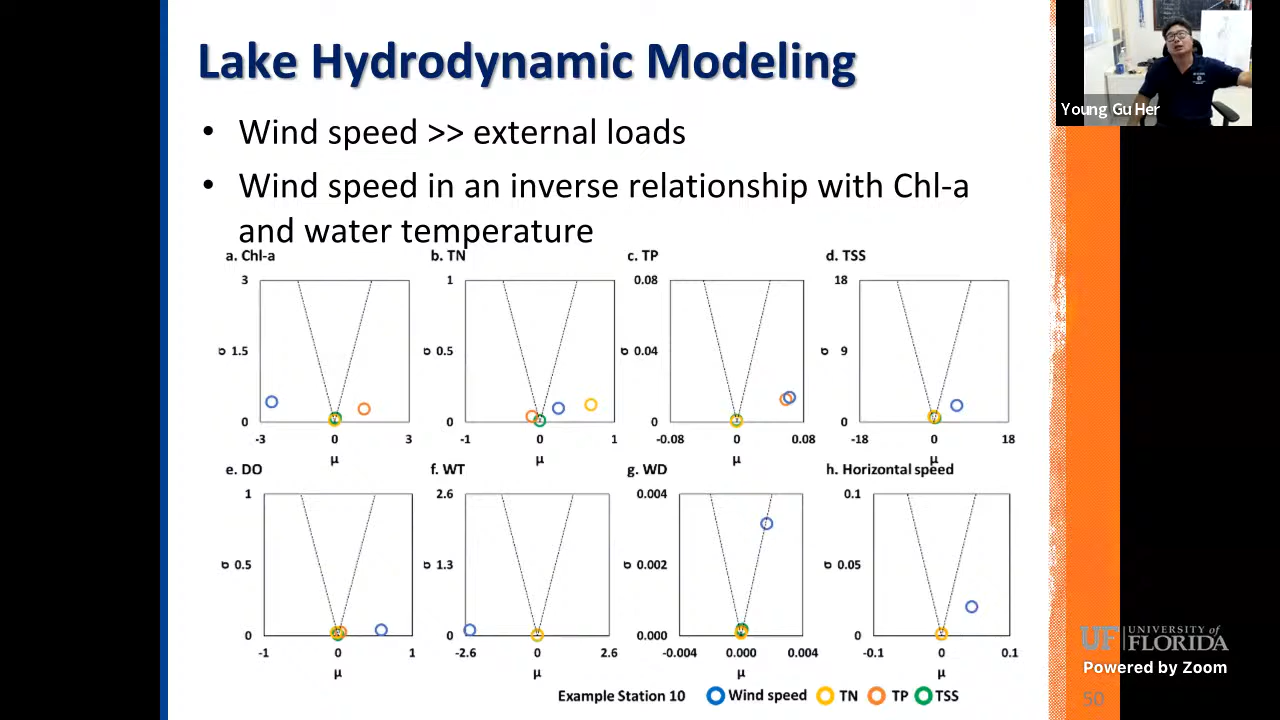 Lake Hydrodynamic Modeling
Young Gu Her
• Wind speed >> external loads
• Wind speed in an inverse relationship with Chl-a
and water temperature
a. Chl-a
b. TN
c. TP
d. TSS
3
1.5
0
σ
-3 0 3
μ
1
0.5
0
σ
-1 0 1
μ
0.08
0.04
0
σ
-0.08 0 0.08
μ
18
9
0
σ
-18 0 18
μ
e. DO
f. WT
g. WD
h. Horizontal speed
1
0.5
0
σ
-1 0 1
μ
2.6
1.3
0
σ
-2.6 0 2.6
μ
0.004
0.002
0.000
σ
-0.004 0.000 0.004
μ
0.1
0.05
0
σ
-0.1 0 0.1
μ
Example Station 10 Wind speed TN TP TSS
UF UNIVERSITY of
FLORIDA
Powered by Zoom
50